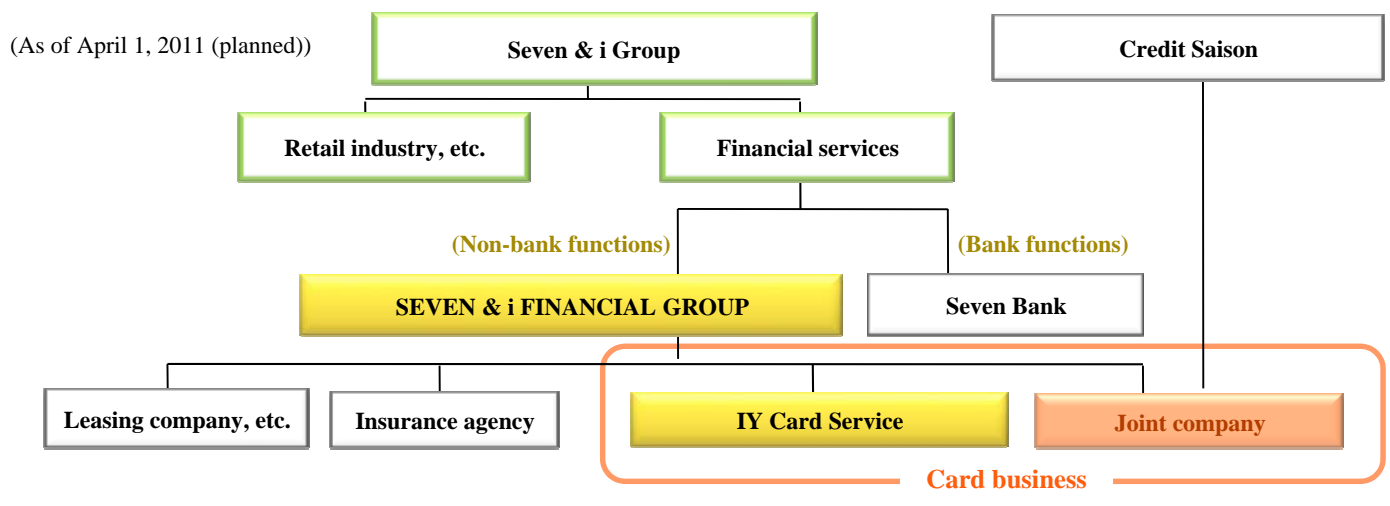 (As of April 1, 2011 (planned))
Seven & i Group
Credit Saison
Retail industry, etc.
Financial services
(Non-bank functions)
(Bank functions)
SEVEN & i FINANCIAL GROUP
Seven Bank
Leasing company, etc.
Insurance agency
IY Card Service
Joint company
Card business